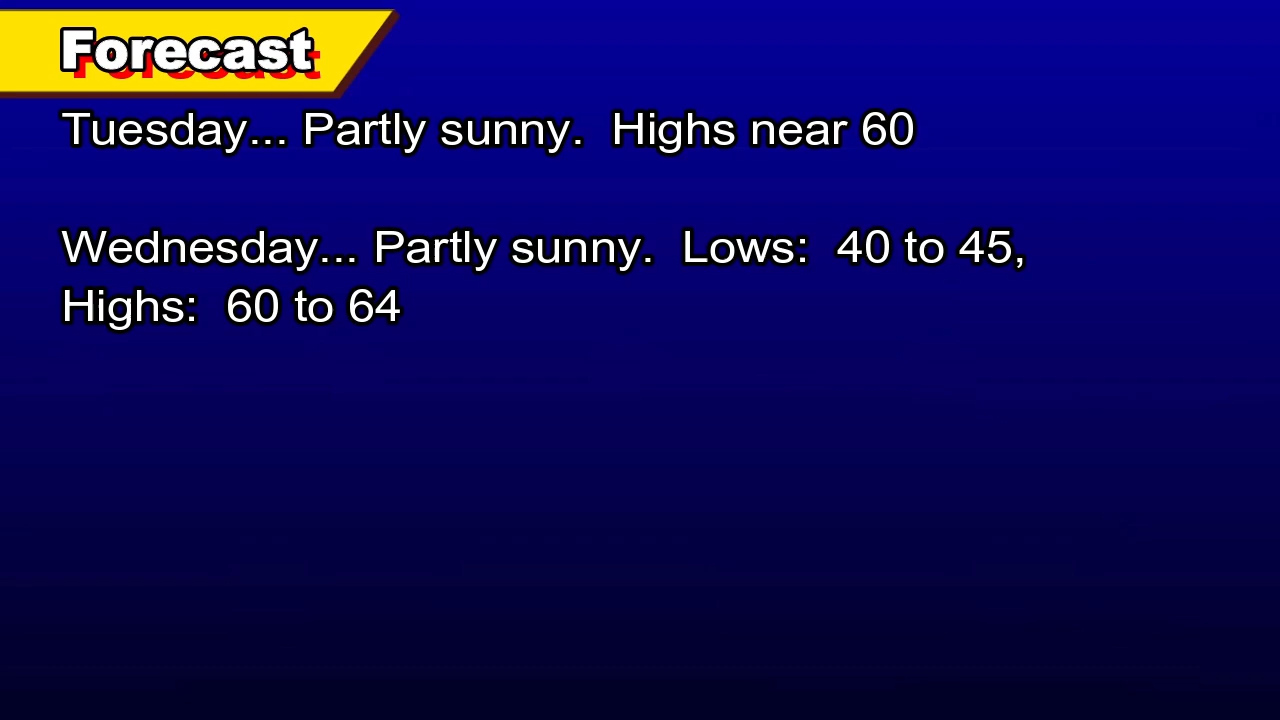 Forecast
Tuesday... Partly sunny.  Highs near 60
Wednesday... Partly sunny.  Lows:  40 to 45,
Highs:  60 to 64